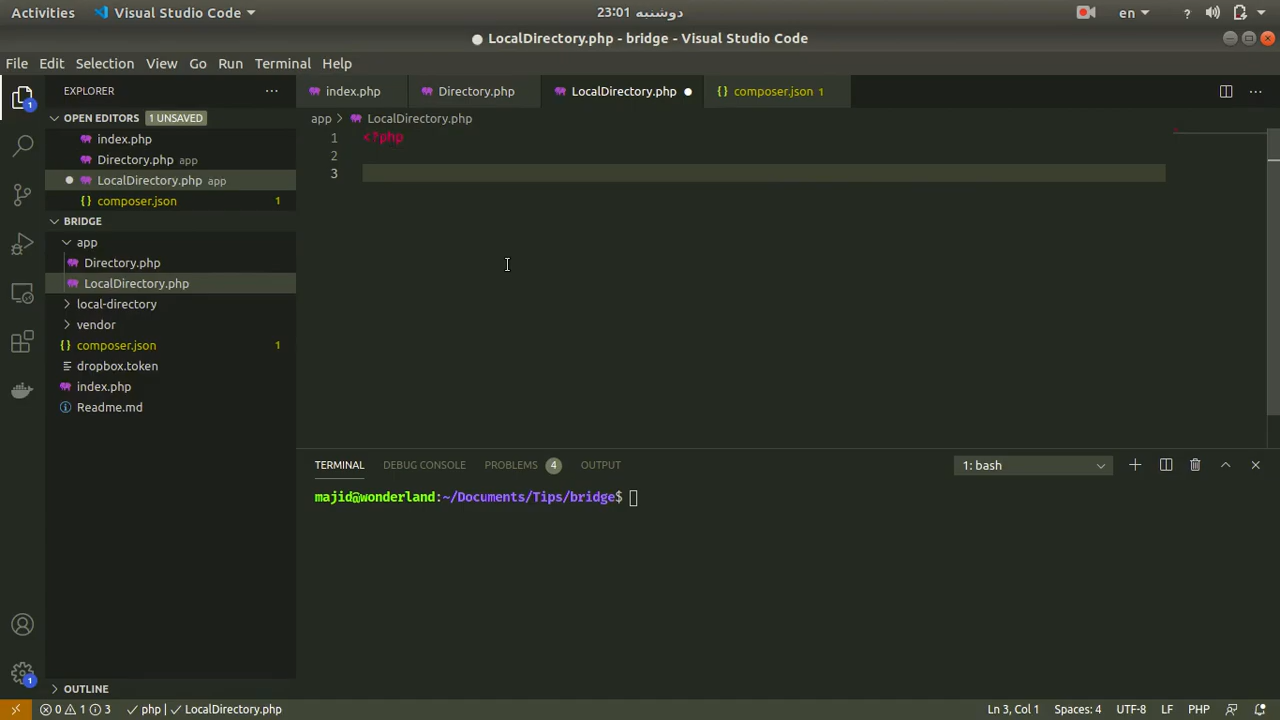 Activities Visual Studio Code 23:01 دوشنبه en ?
LocalDirectory.php - bridge - Visual Studio Code
File Edit Selection View Go Run Terminal Help
EXPLORER
index.php Directory.php LocalDirectory.php {} composer.json 1
OPEN EDITORS 1 UNSAVED
index.php
Directory.php app
LocalDirectory.php app
{} composer.json 1
BRIDGE
app
Directory.php
LocalDirectory.php
local-directory
vendor
{} composer.json 1
dropbox.token
index.php
Readme.md
OUTLINE
1
1
app > LocalDirectory.php
1 <?php
2
3
TERMINAL DEBUG CONSOLE PROBLEMS 4 OUTPUT 1: bash
majid@wonderland:~/Documents/Tips/bridge$
0 1 3 php LocalDirectory.php Ln 3, Col 1 Spaces: 4 UTF-8 LF PHP